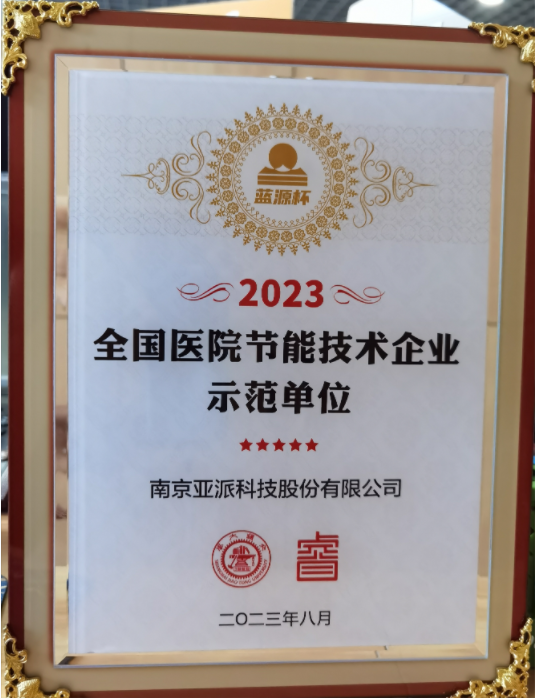 蓝源杯
2023
全国医院节能技术企业
示范单位
南京亚派科技股份有限公司
睿
二〇二三年八月